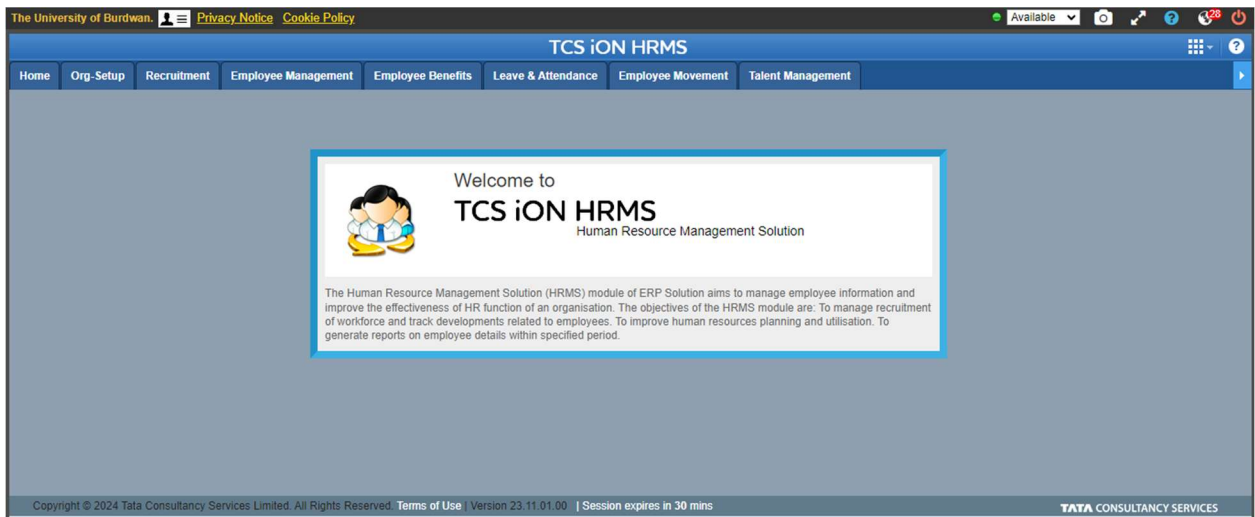 The University of Burdwan. Privacy Notice Cookie Policy Available 28
TCS iON HRMS
Home Org-Setup Recruitment Employee Management Employee Benefits Leave & Attendance Employee Movement Talent Management
Welcome to
TCS iON HRMS
Human Resource Management Solution
The Human Resource Management Solution (HRMS) module of ERP Solution aims to manage employee information and
improve the effectiveness of HR function of an organisation. The objectives of the HRMS module are: To manage recruitment
of workforce and track developments related to employees. To improve human resources planning and utilisation. To
generate reports on employee details within specified period.
Copyright © 2024 Tata Consultancy Services Limited. All Rights Reserved. Terms of Use | Version 23.11.01.00 | Session expires in 30 mins TATA CONSULTANCY SERVICES